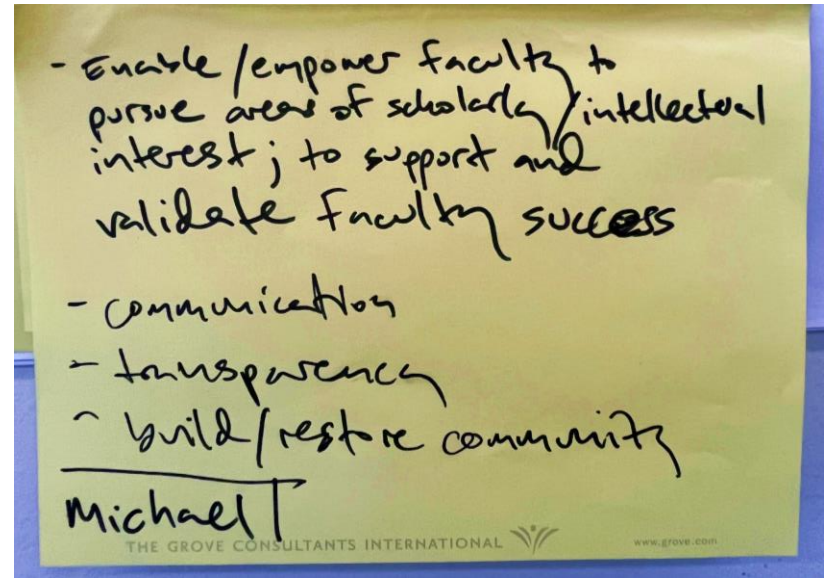 - Enable/empower faculty to
pursue areas of scholarly/intellectual
interest; to support and
validate faculty success
- communication
- transparency
- build/restore community
Michael T
THE GROVE CONSULTANTS INTERNATIONAL
www.grove.com